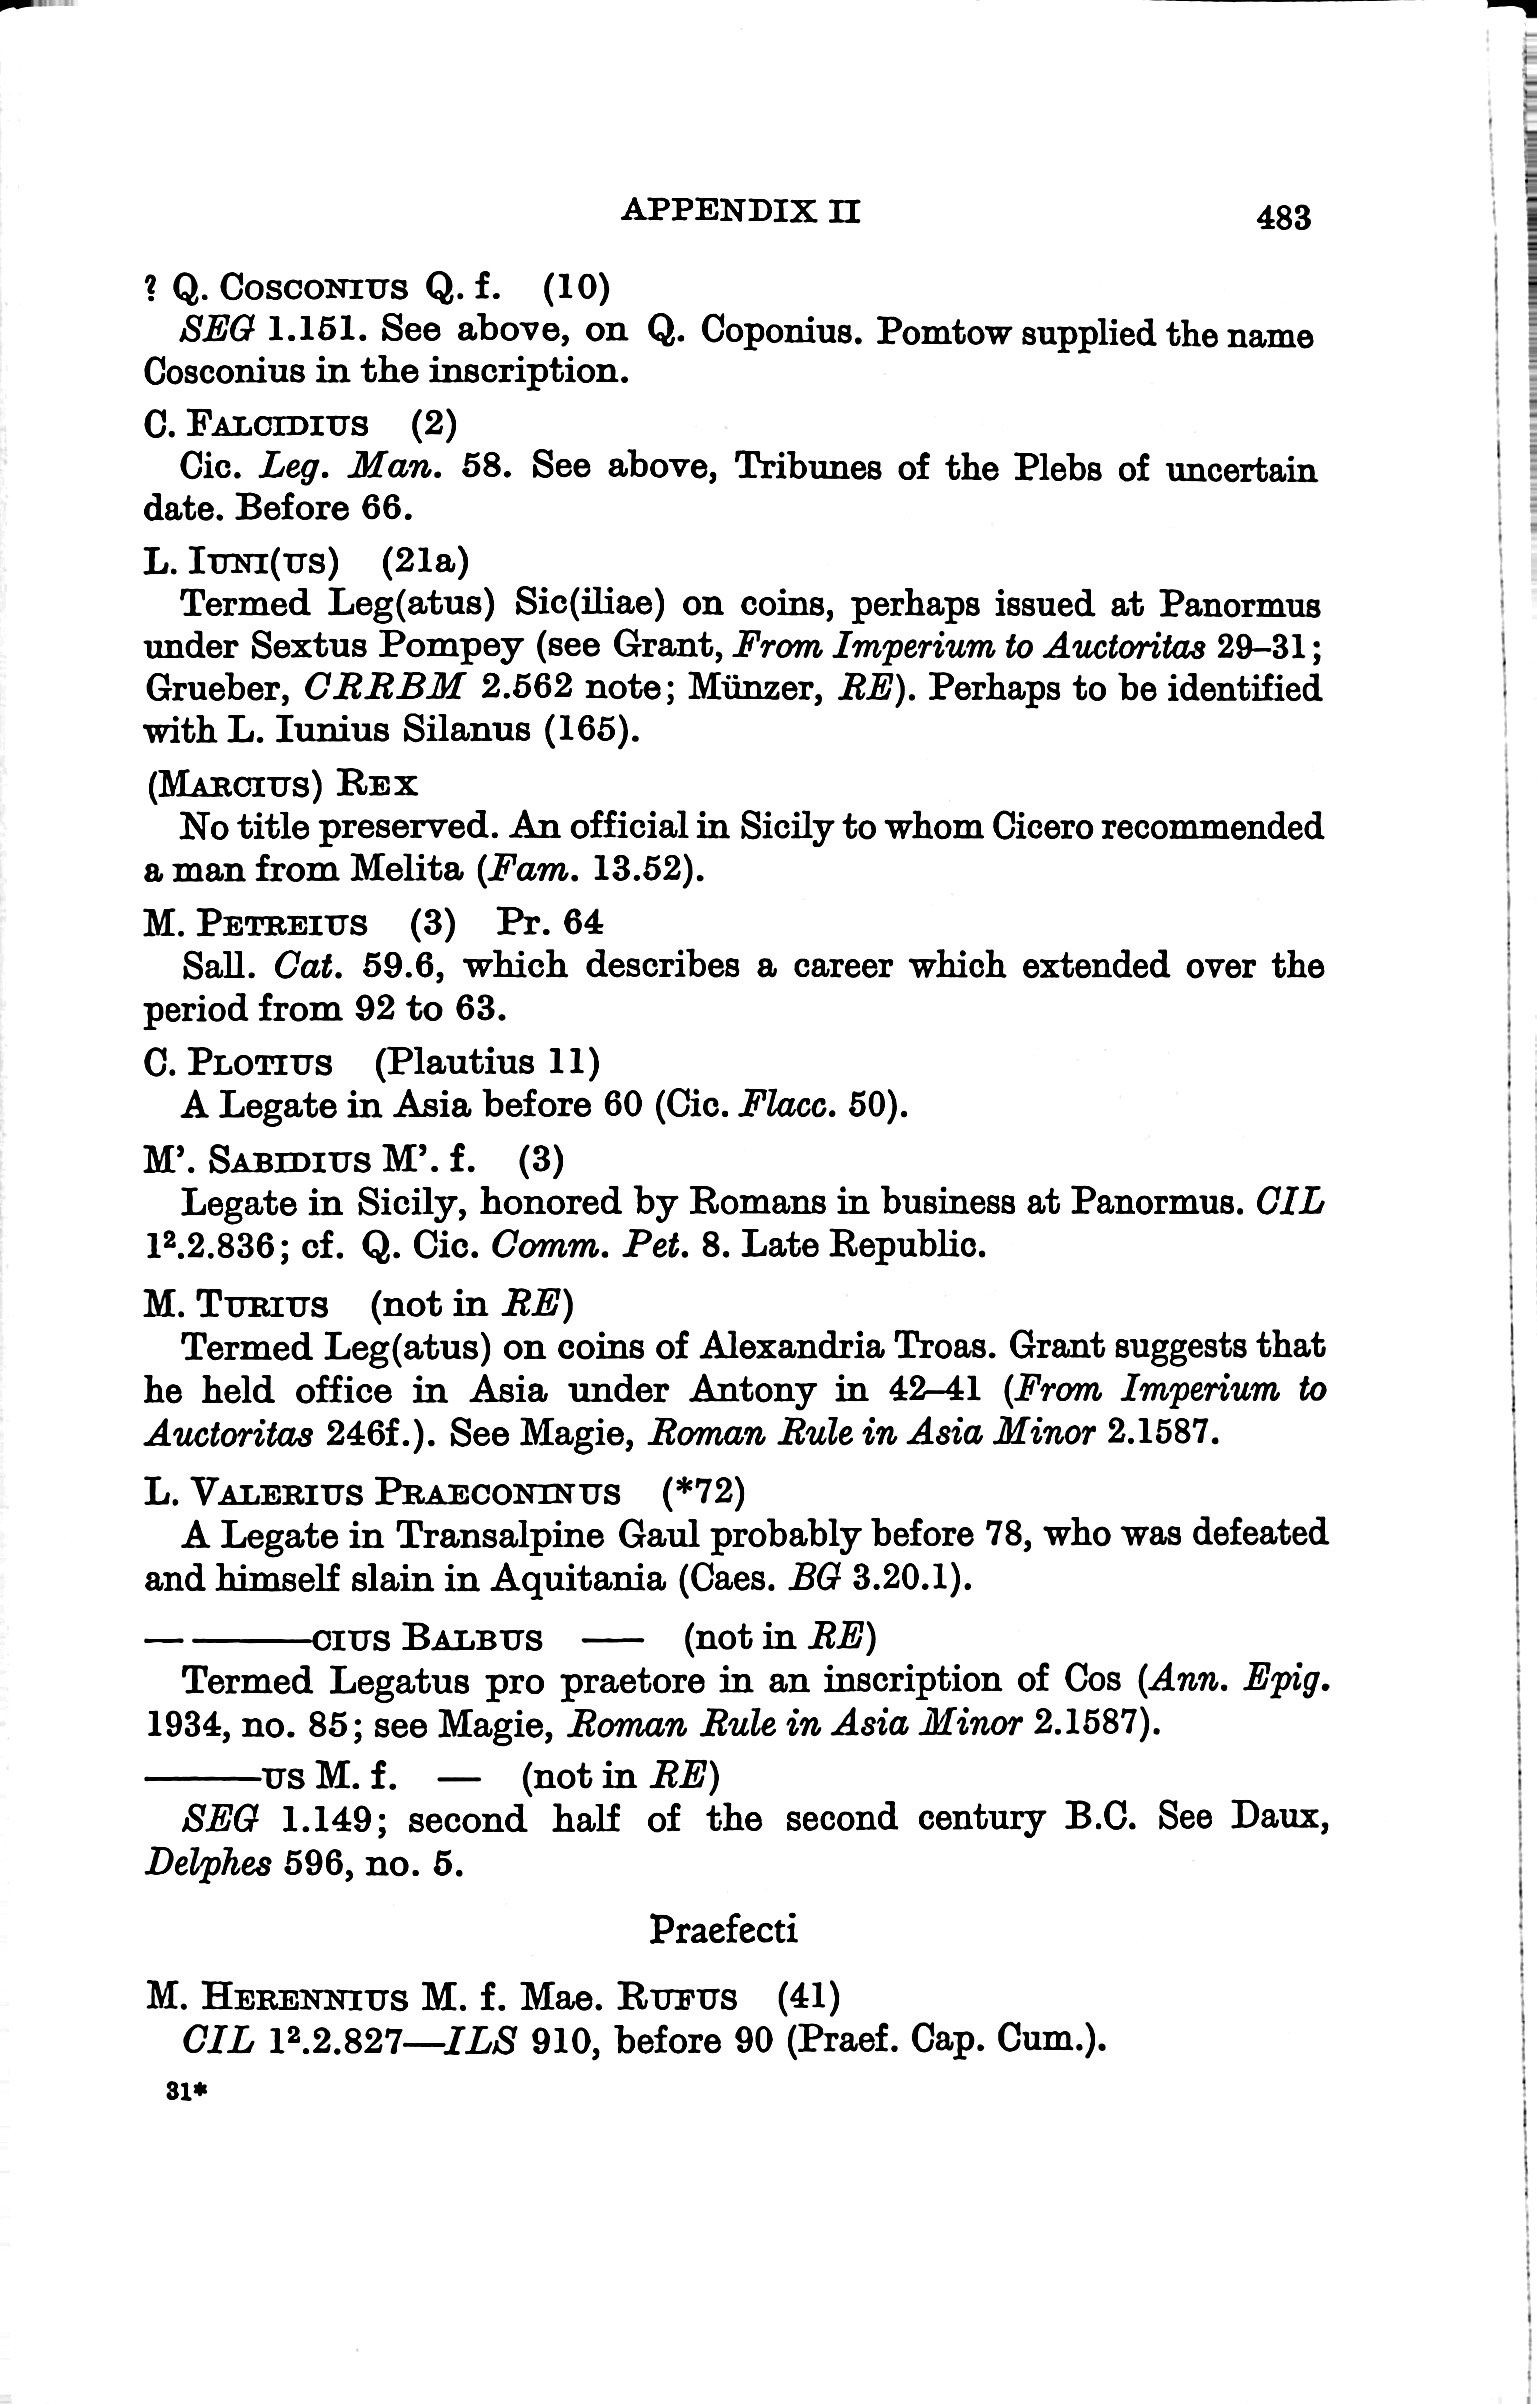 APPENDIX II
483
? Q. COSCONIUS Q. f. (10)
SEG 1.151. See above, on Q. Coponius. Pomtow supplied the name
Cosconius in the inscription.
C. FALCIDIUS (2)
Cic. Leg. Man. 58. See above, Tribunes of the Plebs of uncertain
date. Before 66.
L. IUNI(US) (21a)
Termed Leg(atus) Sic(iliae) on coins, perhaps issued at Panormus
under Sextus Pompey (see Grant, From Imperium to Auctoritas 29–31;
Grueber, CRRBM 2.562 note; Münzer, RE). Perhaps to be identified
with L. Iunius Silanus (165).
(MARCIUS) REX
No title preserved. An official in Sicily to whom Cicero recommended
a man from Melita (Fam. 13.52).
M. PETREIUS (3) Pr. 64
Sall. Cat. 59.6, which describes a career which extended over the
period from 92 to 63.
C. PLOTIUS (Plautius 11)
A Legate in Asia before 60 (Cic. Flacc. 50).
M’. SABIDIUS M’. f. (3)
Legate in Sicily, honored by Romans in business at Panormus. CIL
1².2.836; cf. Q. Cic. Comm. Pet. 8. Late Republic.
M. TURIUS (not in RE)
Termed Leg(atus) on coins of Alexandria Troas. Grant suggests that
he held office in Asia under Antony in 42–41 (From Imperium to
Auctoritas 246f.). See Magie, Roman Rule in Asia Minor 2.1587.
L. VALERIUS PRAECONINUS (*72)
A Legate in Transalpine Gaul probably before 78, who was defeated
and himself slain in Aquitania (Caes. BG 3.20.1).
— ———CIUS BALBUS —— (not in RE)
Termed Legatus pro praetore in an inscription of Cos (Ann. Epig.
1934, no. 85; see Magie, Roman Rule in Asia Minor 2.1587).
———US M. f. — (not in RE)
SEG 1.149; second half of the second century B.C. See Daux,
Delphes 596, no. 5.
Praefecti
M. HERENNIUS M. f. Mae. RUFUS (41)
CIL 1².2.827—ILS 910, before 90 (Praef. Cap. Cum.).
31*